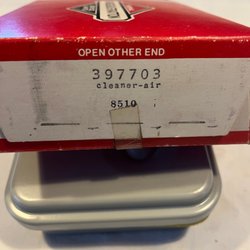 OPEN OTHER END
397703
cleaner-air
8510